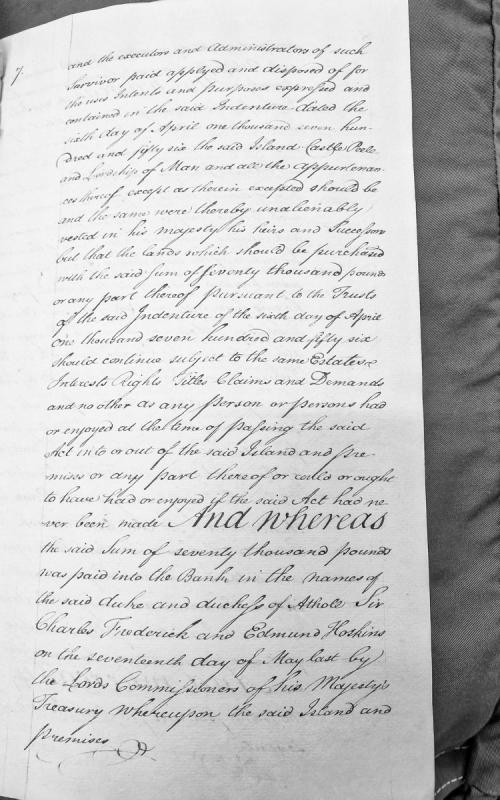 7.
and the executors and Administrators of such
Survivor paid applyed and disposed of for
the uses Intents and purposes expressed and
contained in the said Indenture dated the
sixth day of April one thousand seven hun-
dred and fifty six the said Island Castle Peele
and Lordship of Man and all the appurtenan-
ces thereof except as therein excepted should be
and the same were thereby unalienably
vested in his majesty his heirs and Successors
but that the lands which should be purchased
with the said sum of seventy thousand pounds
or any part thereof pursuant to the Trusts
of the said Indenture of the sixth day of April
one thousand seven hundred and fifty six
should continue subject to the same Estates
Interests Rights Titles Claims and Demands
and no other as any person or persons had
or enjoyed at the time of passing the said
Act into or out of the said Island and pre-
mises or any part thereof or could or ought
to have had or enjoyed if the said Act had ne-
ver been made And whereas
the said Sum of seventy thousand pounds
was paid into the Bank in the names of
the said duke and duchess of Athole Sir
Charles Frederick and Edmund Hoskins
on the seventeenth day of May last by
the Lords Commissioners of his Majesty's
Treasury whereupon the said Island and
premises